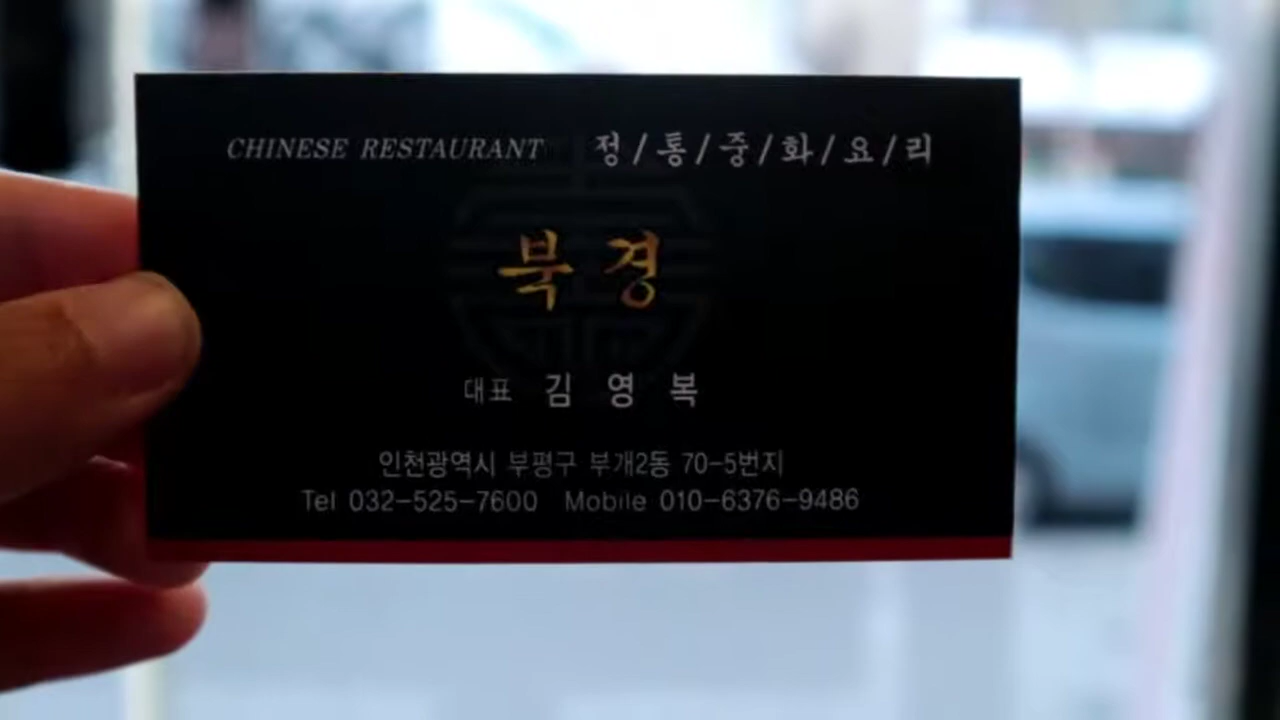 CHINESE RESTAURANT 정/통/중/화/요/리
북경
대표 김영복
인천광역시 부평구 부개2동 70-5번지
Tel 032-525-7600 Mobile 010-6376-9486